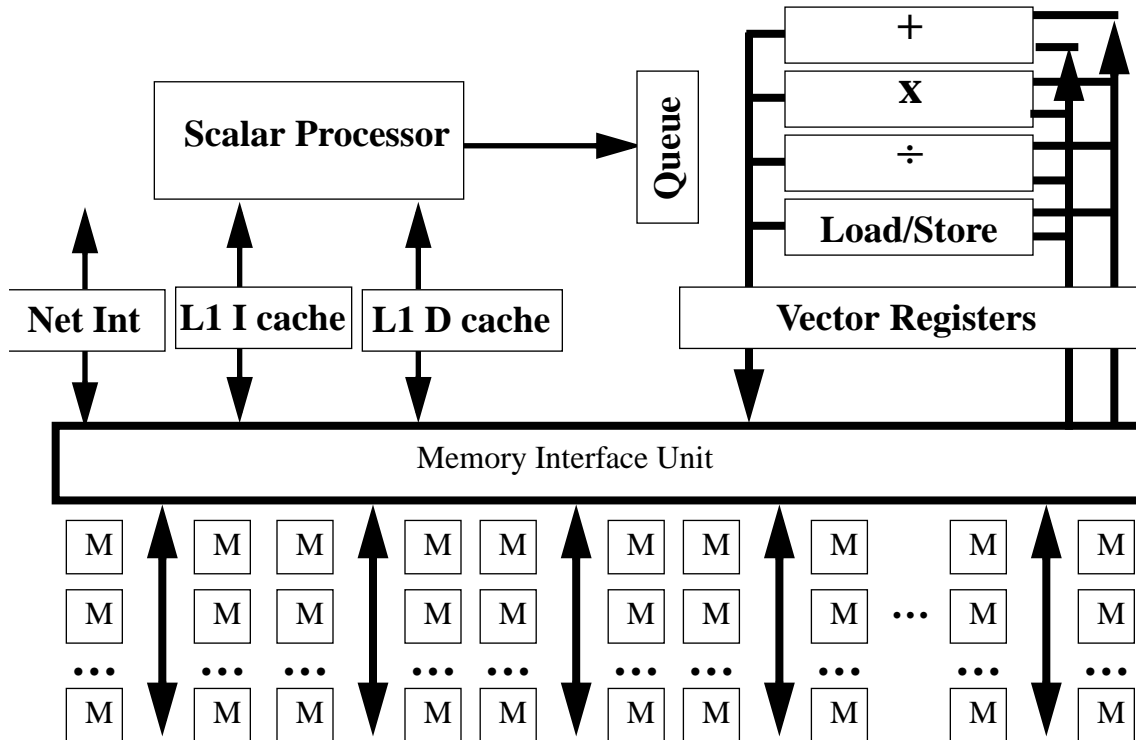 +
x
÷
Load/Store
Scalar Processor
Queue
Net Int
L1 I cache
L1 D cache
Vector Registers
Memory Interface Unit
M M M M M M M M M M
M M M M M M M M ... M M
... ... ... ... ... ... ... ... ... ...
M M M M M M M M M M